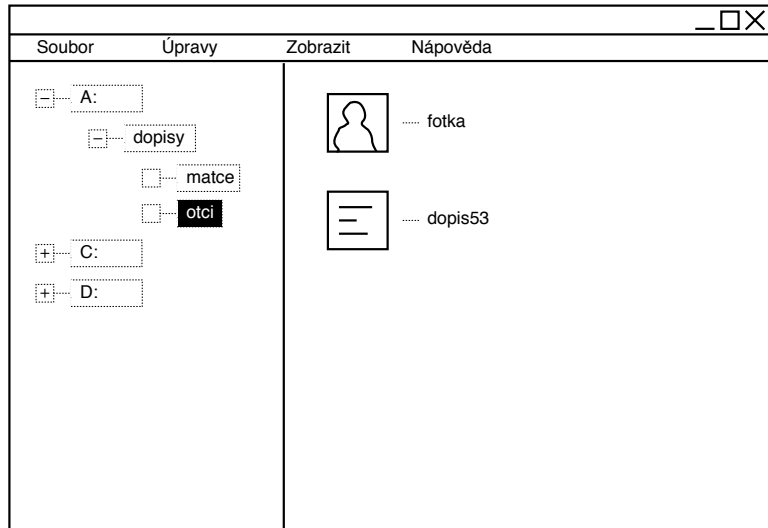 Soubor Úpravy Zobrazit Nápověda
A:
dopisy
matce
otci
C:
D:
fotka
dopis53